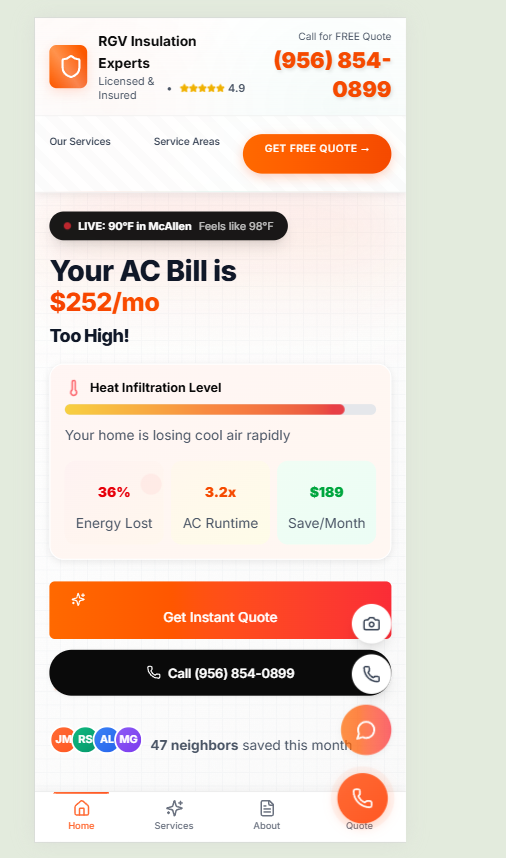 RGV Insulation
Experts
Licensed &
Insured
• ★★★★★ 4.9
Call for FREE Quote
(956) 854-
0899
Our Services
Service Areas
GET FREE QUOTE →
LIVE: 90°F in McAllen Feels like 98°F
Your AC Bill is
$252/mo
Too High!
Heat Infiltration Level
Your home is losing cool air rapidly
36%
Energy Lost
3.2x
AC Runtime
$189
Save/Month
Get Instant Quote
Call (956) 854-0899
JM RS AL MG
47 neighbors saved this month
Home
Services
About
Quote